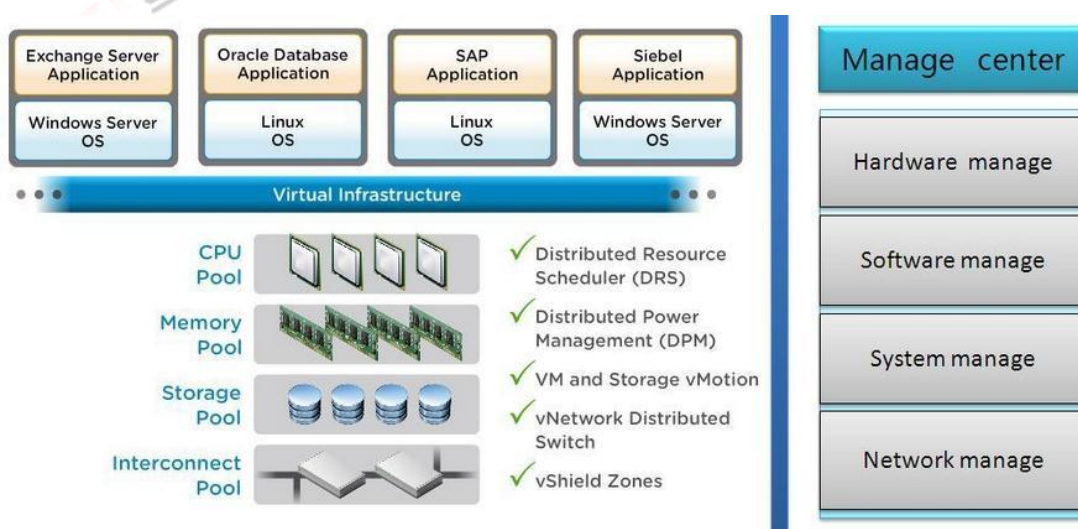 Exchange Server
Application
Windows Server
OS
Oracle Database
Application
Linux
OS
SAP
Application
Linux
OS
Siebel
Application
Windows Server
OS
Virtual Infrastructure
CPU
Pool
Memory
Pool
Storage
Pool
Interconnect
Pool
Distributed Resource
Scheduler (DRS)
Distributed Power
Management (DPM)
VM and Storage vMotion
vNetwork Distributed
Switch
vShield Zones
Manage center
Hardware manage
Software manage
System manage
Network manage